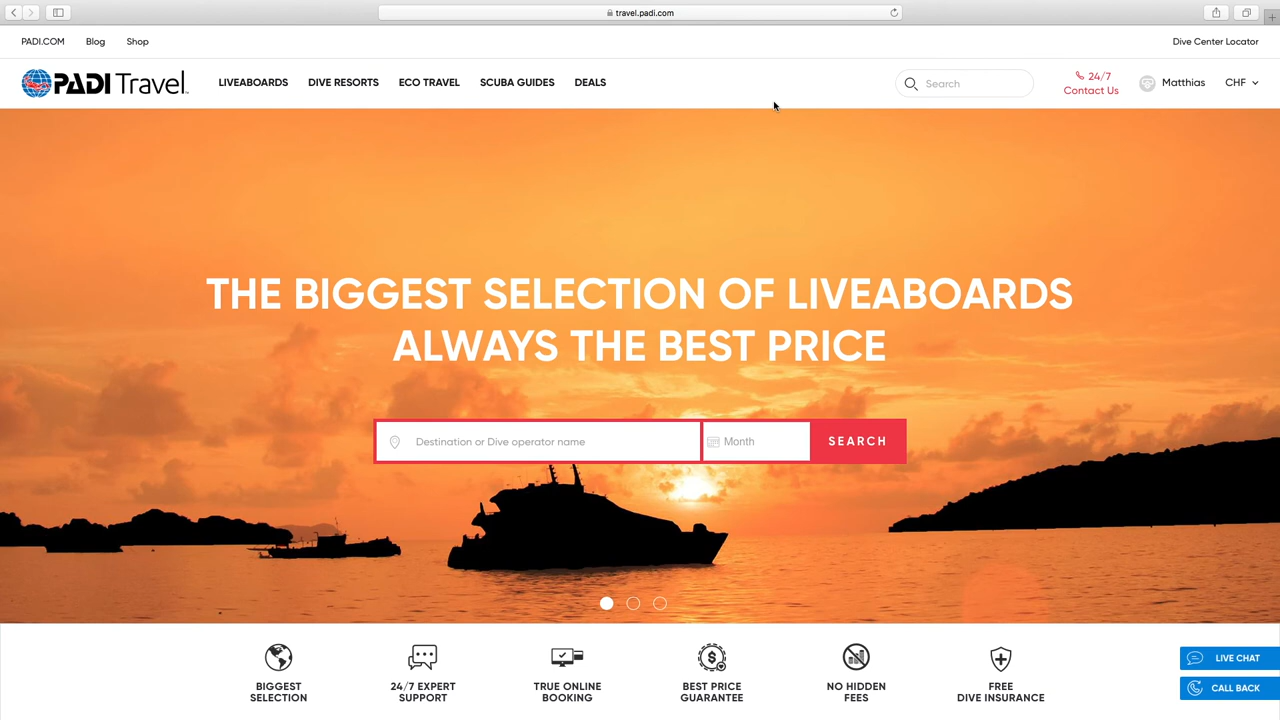 travel.padi.com
PADI.COM Blog Shop Dive Center Locator
PADI Travel LIVEABOARDS DIVE RESORTS ECO TRAVEL SCUBA GUIDES DEALS Search 24/7 Contact Us Matthias CHF
THE BIGGEST SELECTION OF LIVEABOARDS
ALWAYS THE BEST PRICE
Destination or Dive operator name Month SEARCH
BIGGEST
SELECTION
24/7 EXPERT
SUPPORT
TRUE ONLINE
BOOKING
BEST PRICE
GUARANTEE
NO HIDDEN
FEES
FREE
DIVE INSURANCE
LIVE CHAT
CALL BACK